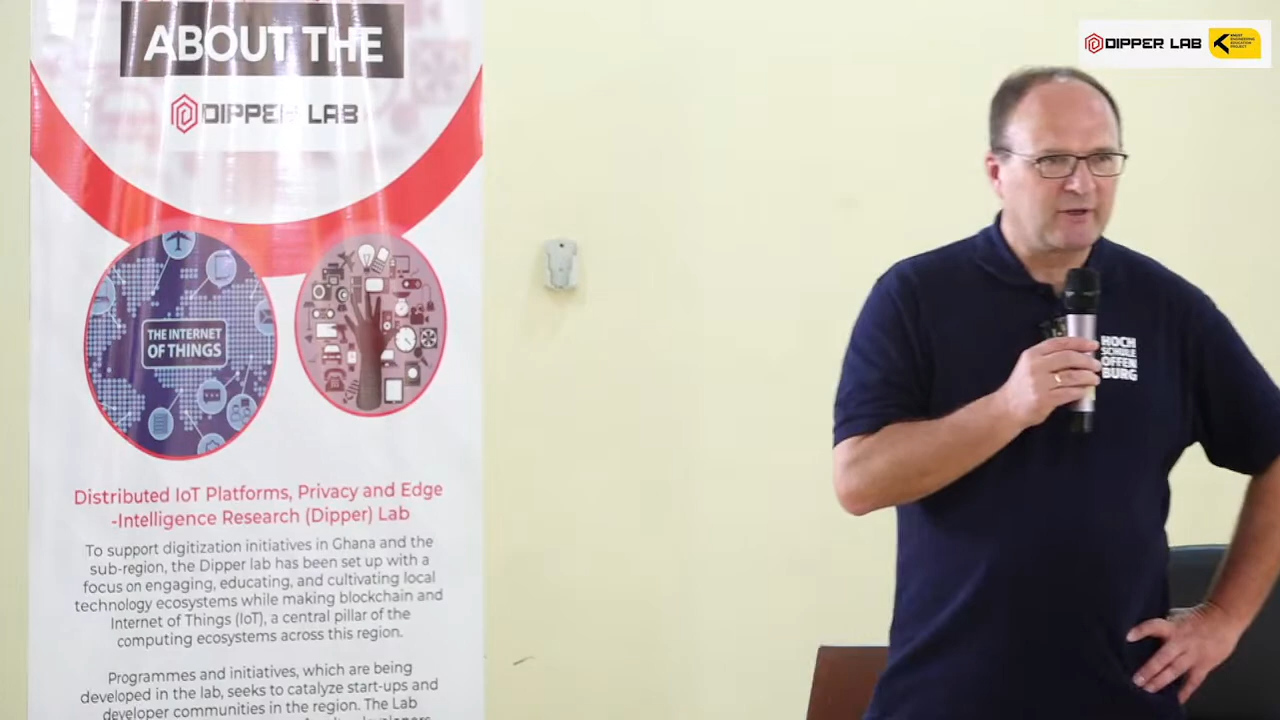 ABOUT THE
DIPPER LAB
THE INTERNET
OF THINGS
Distributed IoT Platforms, Privacy and Edge
-Intelligence Research (Dipper) Lab
To support digitization initiatives in Ghana and the
sub-region, the Dipper lab has been set up with a
focus on engaging, educating, and cultivating local
technology ecosystems while making blockchain and
Internet of Things (IoT), a central pillar of the
computing ecosystems across this region.
Programmes and initiatives, which are being
developed in the lab, seeks to catalyze start-ups and
developer communities in the region. The Lab
DIPPER LAB
KNUST
ENGINEERING
EDUCATION
PROJECT
HOCH
SCHULE
OFFEN
BURG